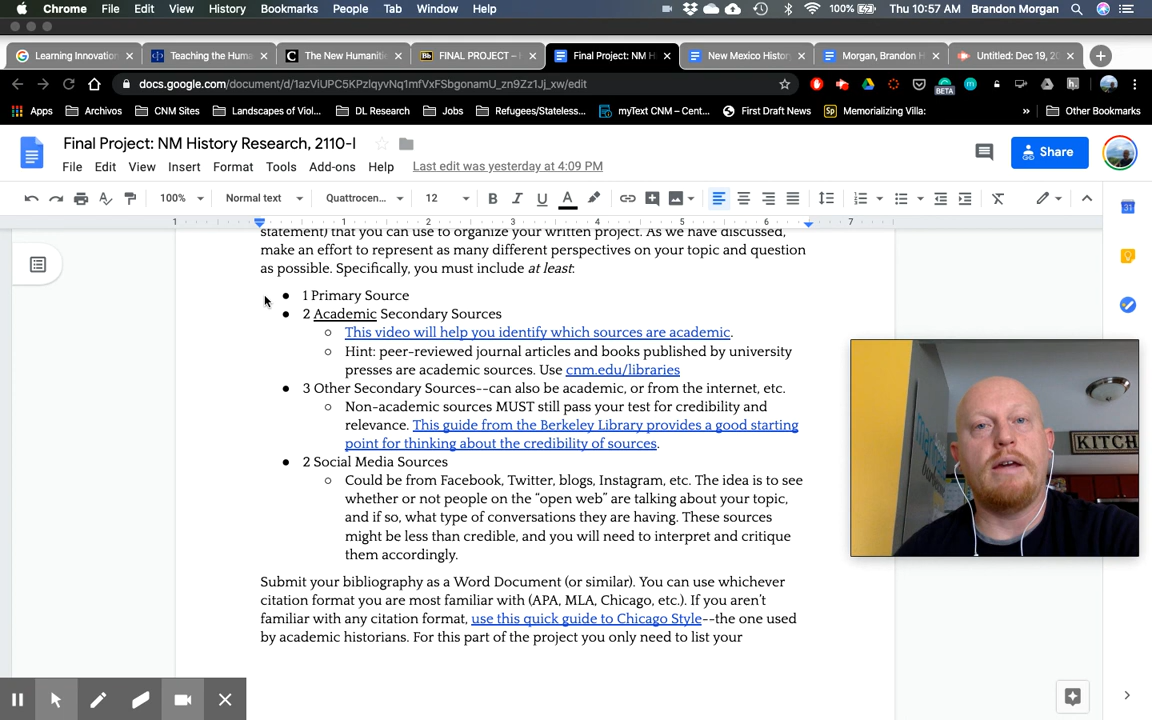 Chrome File Edit View History Bookmarks People Tab Window Help 100% Thu 10:57 AM Brandon Morgan
Learning Innovation Teaching the Huma The New Humanitie FINAL PROJECT – Final Project: NM H New Mexico History Morgan, Brandon H Untitled: Dec 19, 20
docs.google.com/document/d/1azViUPC5KPzlqyvNq1mfVxFSbgonamU_zn9Zz1Jj_xw/edit BETA
Apps Archivos CNM Sites Landscapes of Viol... DL Research Refugees/Stateless... Jobs myText CNM – Cent... First Draft News Memorializing Villa: » Other Bookmarks
Final Project: NM History Research, 2110-I
File Edit View Insert Format Tools Add-ons Help Last edit was yesterday at 4:09 PM Share
100% Normal text Quattrocen... 12 B I U A
1 1 2 3 4 5 6 7
31
statement) that you can use to organize your written project. As we have discussed,
make an effort to represent as many different perspectives on your topic and question
as possible. Specifically, you must include at least:
● 1 Primary Source
● 2 Academic Secondary Sources
○ This video will help you identify which sources are academic.
○ Hint: peer-reviewed journal articles and books published by university
presses are academic sources. Use cnm.edu/libraries
● 3 Other Secondary Sources--can also be academic, or from the internet, etc.
○ Non-academic sources MUST still pass your test for credibility and
relevance. This guide from the Berkeley Library provides a good starting
point for thinking about the credibility of sources.
● 2 Social Media Sources
○ Could be from Facebook, Twitter, blogs, Instagram, etc. The idea is to see
whether or not people on the “open web” are talking about your topic,
and if so, what type of conversations they are having. These sources
might be less than credible, and you will need to interpret and critique
them accordingly.
Submit your bibliography as a Word Document (or similar). You can use whichever
citation format you are most familiar with (APA, MLA, Chicago, etc.). If you aren’t
familiar with any citation format, use this quick guide to Chicago Style--the one used
by academic historians. For this part of the project you only need to list your
KITCH